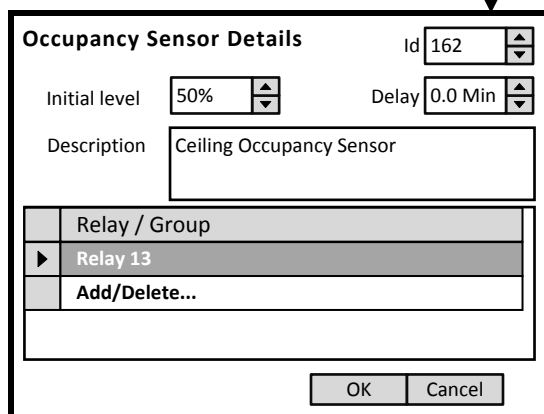 Occupancy Sensor Details Id 162
Initial level 50% Delay 0.0 Min
Description Ceiling Occupancy Sensor
Relay / Group
Relay 13
Add/Delete...
OK Cancel